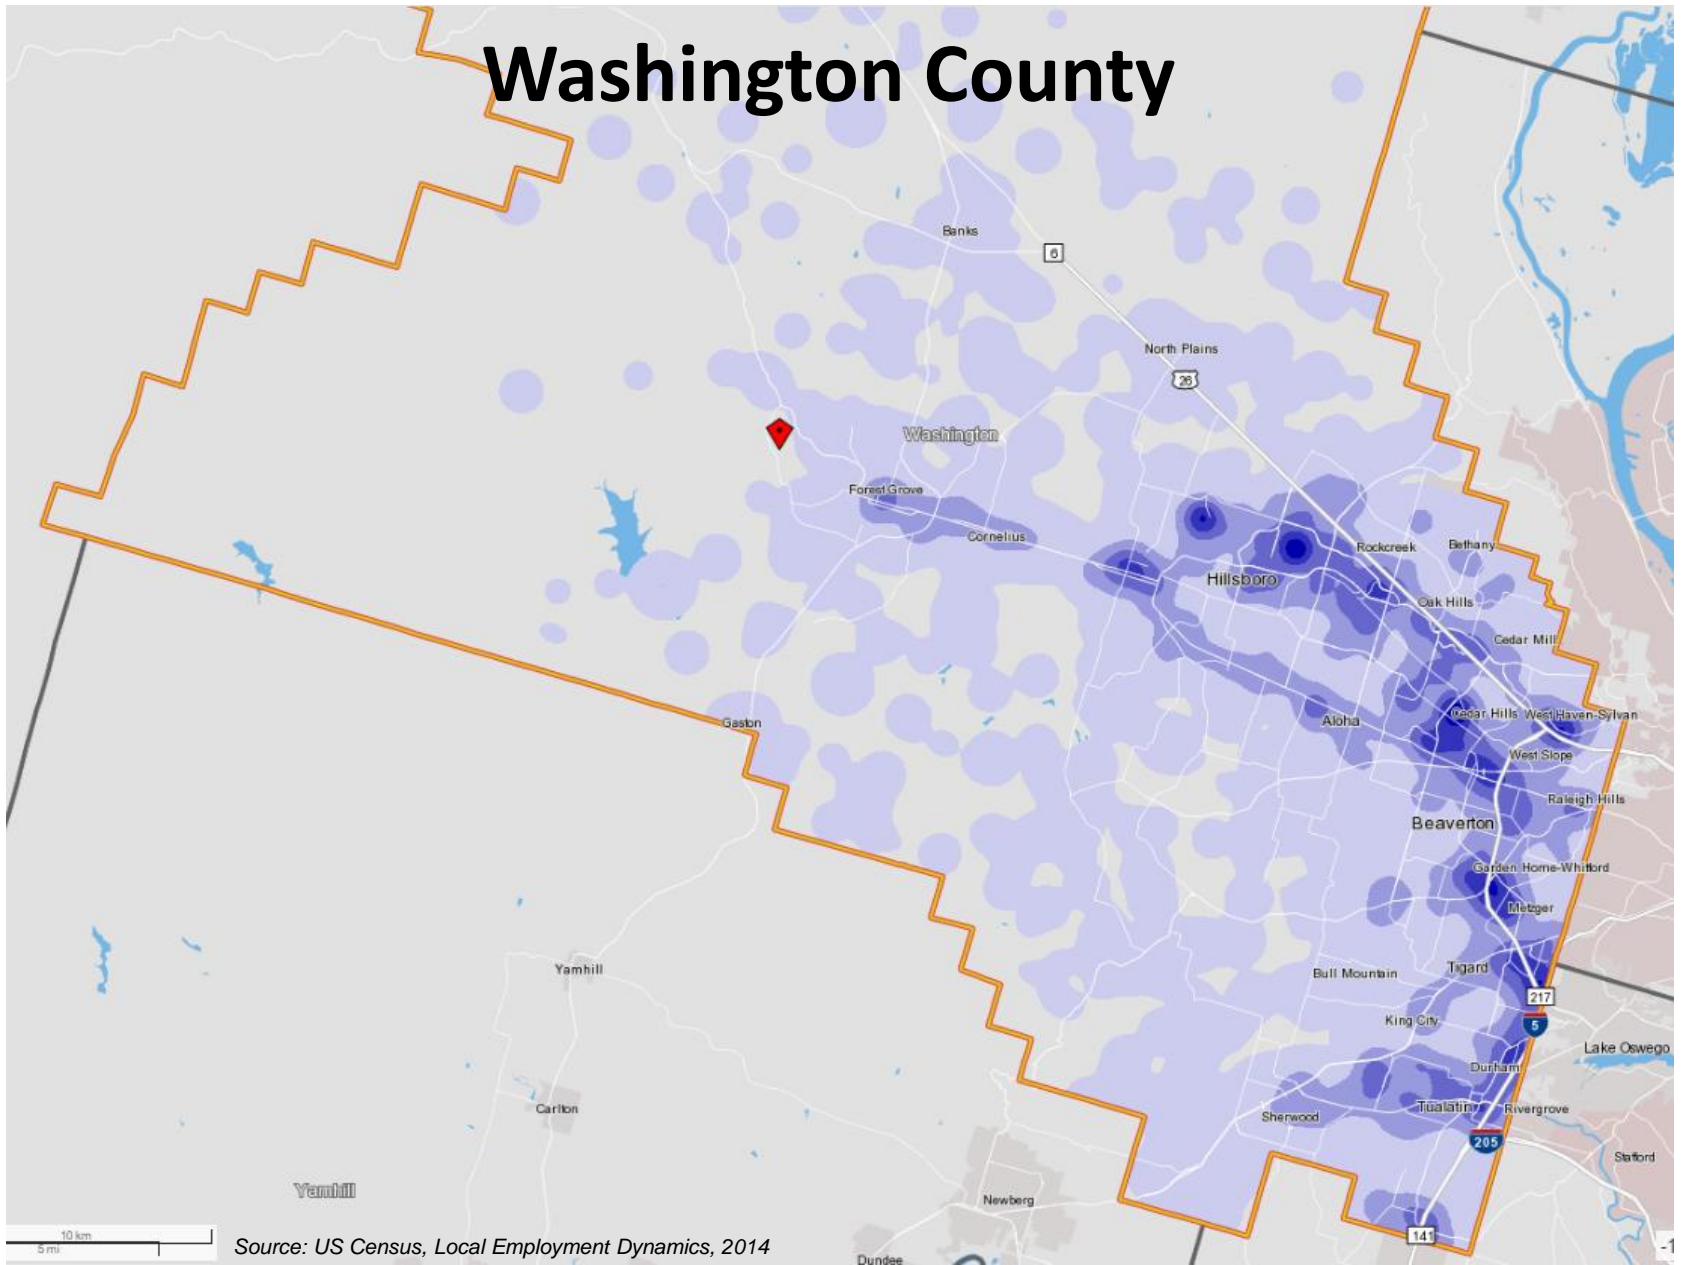 Washington County
Banks
6
North Plains
26
Washington
Forest Grove
Cornelius
Rockcreek
Bethany
Hillsboro
Oak Hills
Cedar Mill
Gaston
Aloha
Cedar Hills
West Haven-Sylvan
West Slope
Raleigh Hills
Beaverton
Garden Home-Whitford
Metzger
Yamhill
Bull Mountain
Tigard
217
King City
5
Lake Oswego
Durham
Carlton
Sherwood
Tualatin
Rivergrove
205
Stafford
Yamhill
Newberg
141
10 km
5 mi
Source: US Census, Local Employment Dynamics, 2014
Dundee
-1